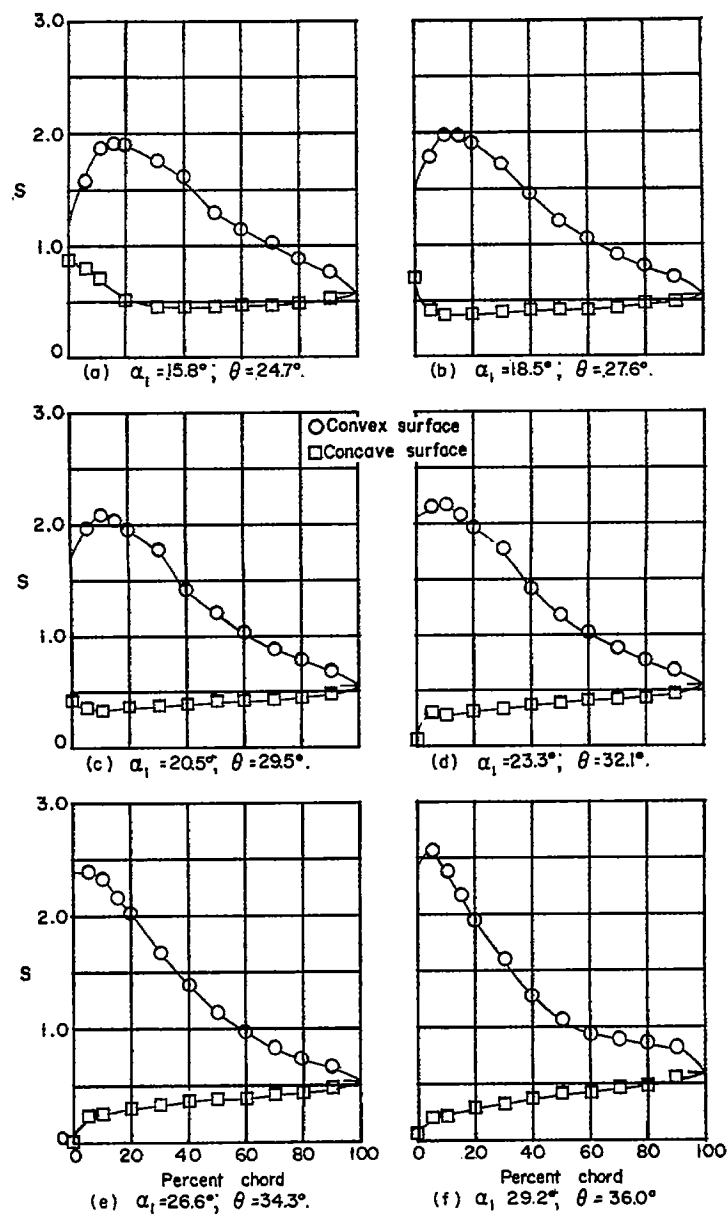 3.0
2.0
S
1.0
0
(a) α₁ =15.8°; θ = 24.7°.
(b) α₁ =18.5°; θ = 27.6°.
3.0
○ Convex surface
□ Concave surface
2.0
S
1.0
0
(c) α₁ =20.5°; θ =29.5°.
(d) α₁ =23.3°; θ =32.1°.
3.0
2.0
S
1.0
0
0 20 40 60 80 100
0 20 40 60 80 100
Percent chord
Percent chord
(e) α₁ =26.6°; θ =34.3°.
(f) α₁ 29.2°; θ = 36.0°